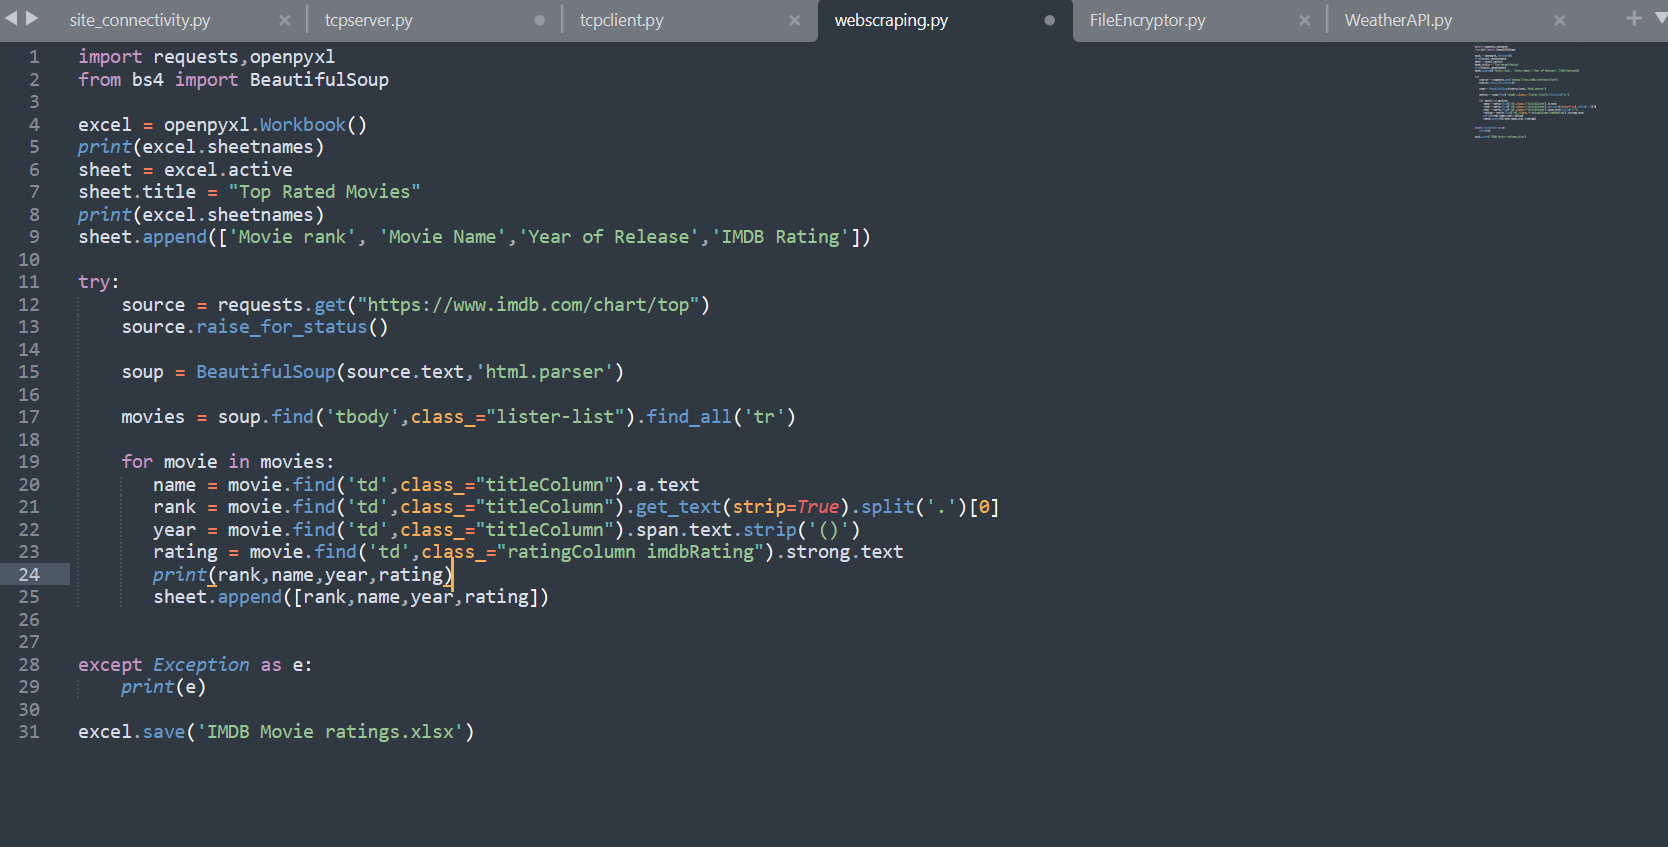 site_connectivity.py × tcpserver.py tcpclient.py × webscraping.py FileEncryptor.py × WeatherAPI.py × +
1 import requests,openpyxl
2 from bs4 import BeautifulSoup
3
4 excel = openpyxl.Workbook()
5 print(excel.sheetnames)
6 sheet = excel.active
7 sheet.title = "Top Rated Movies"
8 print(excel.sheetnames)
9 sheet.append(['Movie rank', 'Movie Name','Year of Release','IMDB Rating'])
10
11 try:
12     source = requests.get("https://www.imdb.com/chart/top")
13     source.raise_for_status()
14
15     soup = BeautifulSoup(source.text,'html.parser')
16
17     movies = soup.find('tbody',class_="lister-list").find_all('tr')
18
19     for movie in movies:
20        name = movie.find('td',class_="titleColumn").a.text
21        rank = movie.find('td',class_="titleColumn").get_text(strip=True).split('.')[0]
22        year = movie.find('td',class_="titleColumn").span.text.strip('()')
23        rating = movie.find('td',class_="ratingColumn imdbRating").strong.text
24        print(rank,name,year,rating)
25        sheet.append([rank,name,year,rating])
26
27
28 except Exception as e:
29     print(e)
30
31 excel.save('IMDB Movie ratings.xlsx')